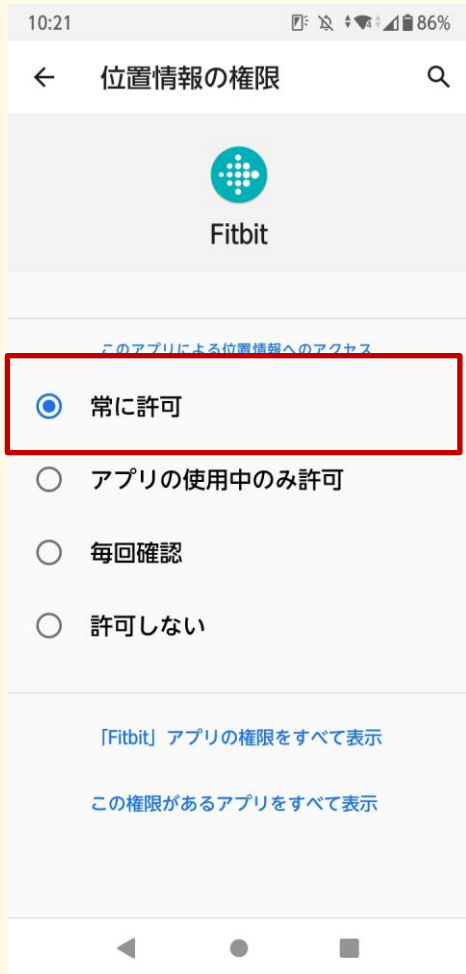 10:21 86%
位置情報の権限
Fitbit
このアプリによる位置情報へのアクセス
常に許可
アプリの使用中のみ許可
毎回確認
許可しない
「Fitbit」アプリの権限をすべて表示
この権限があるアプリをすべて表示